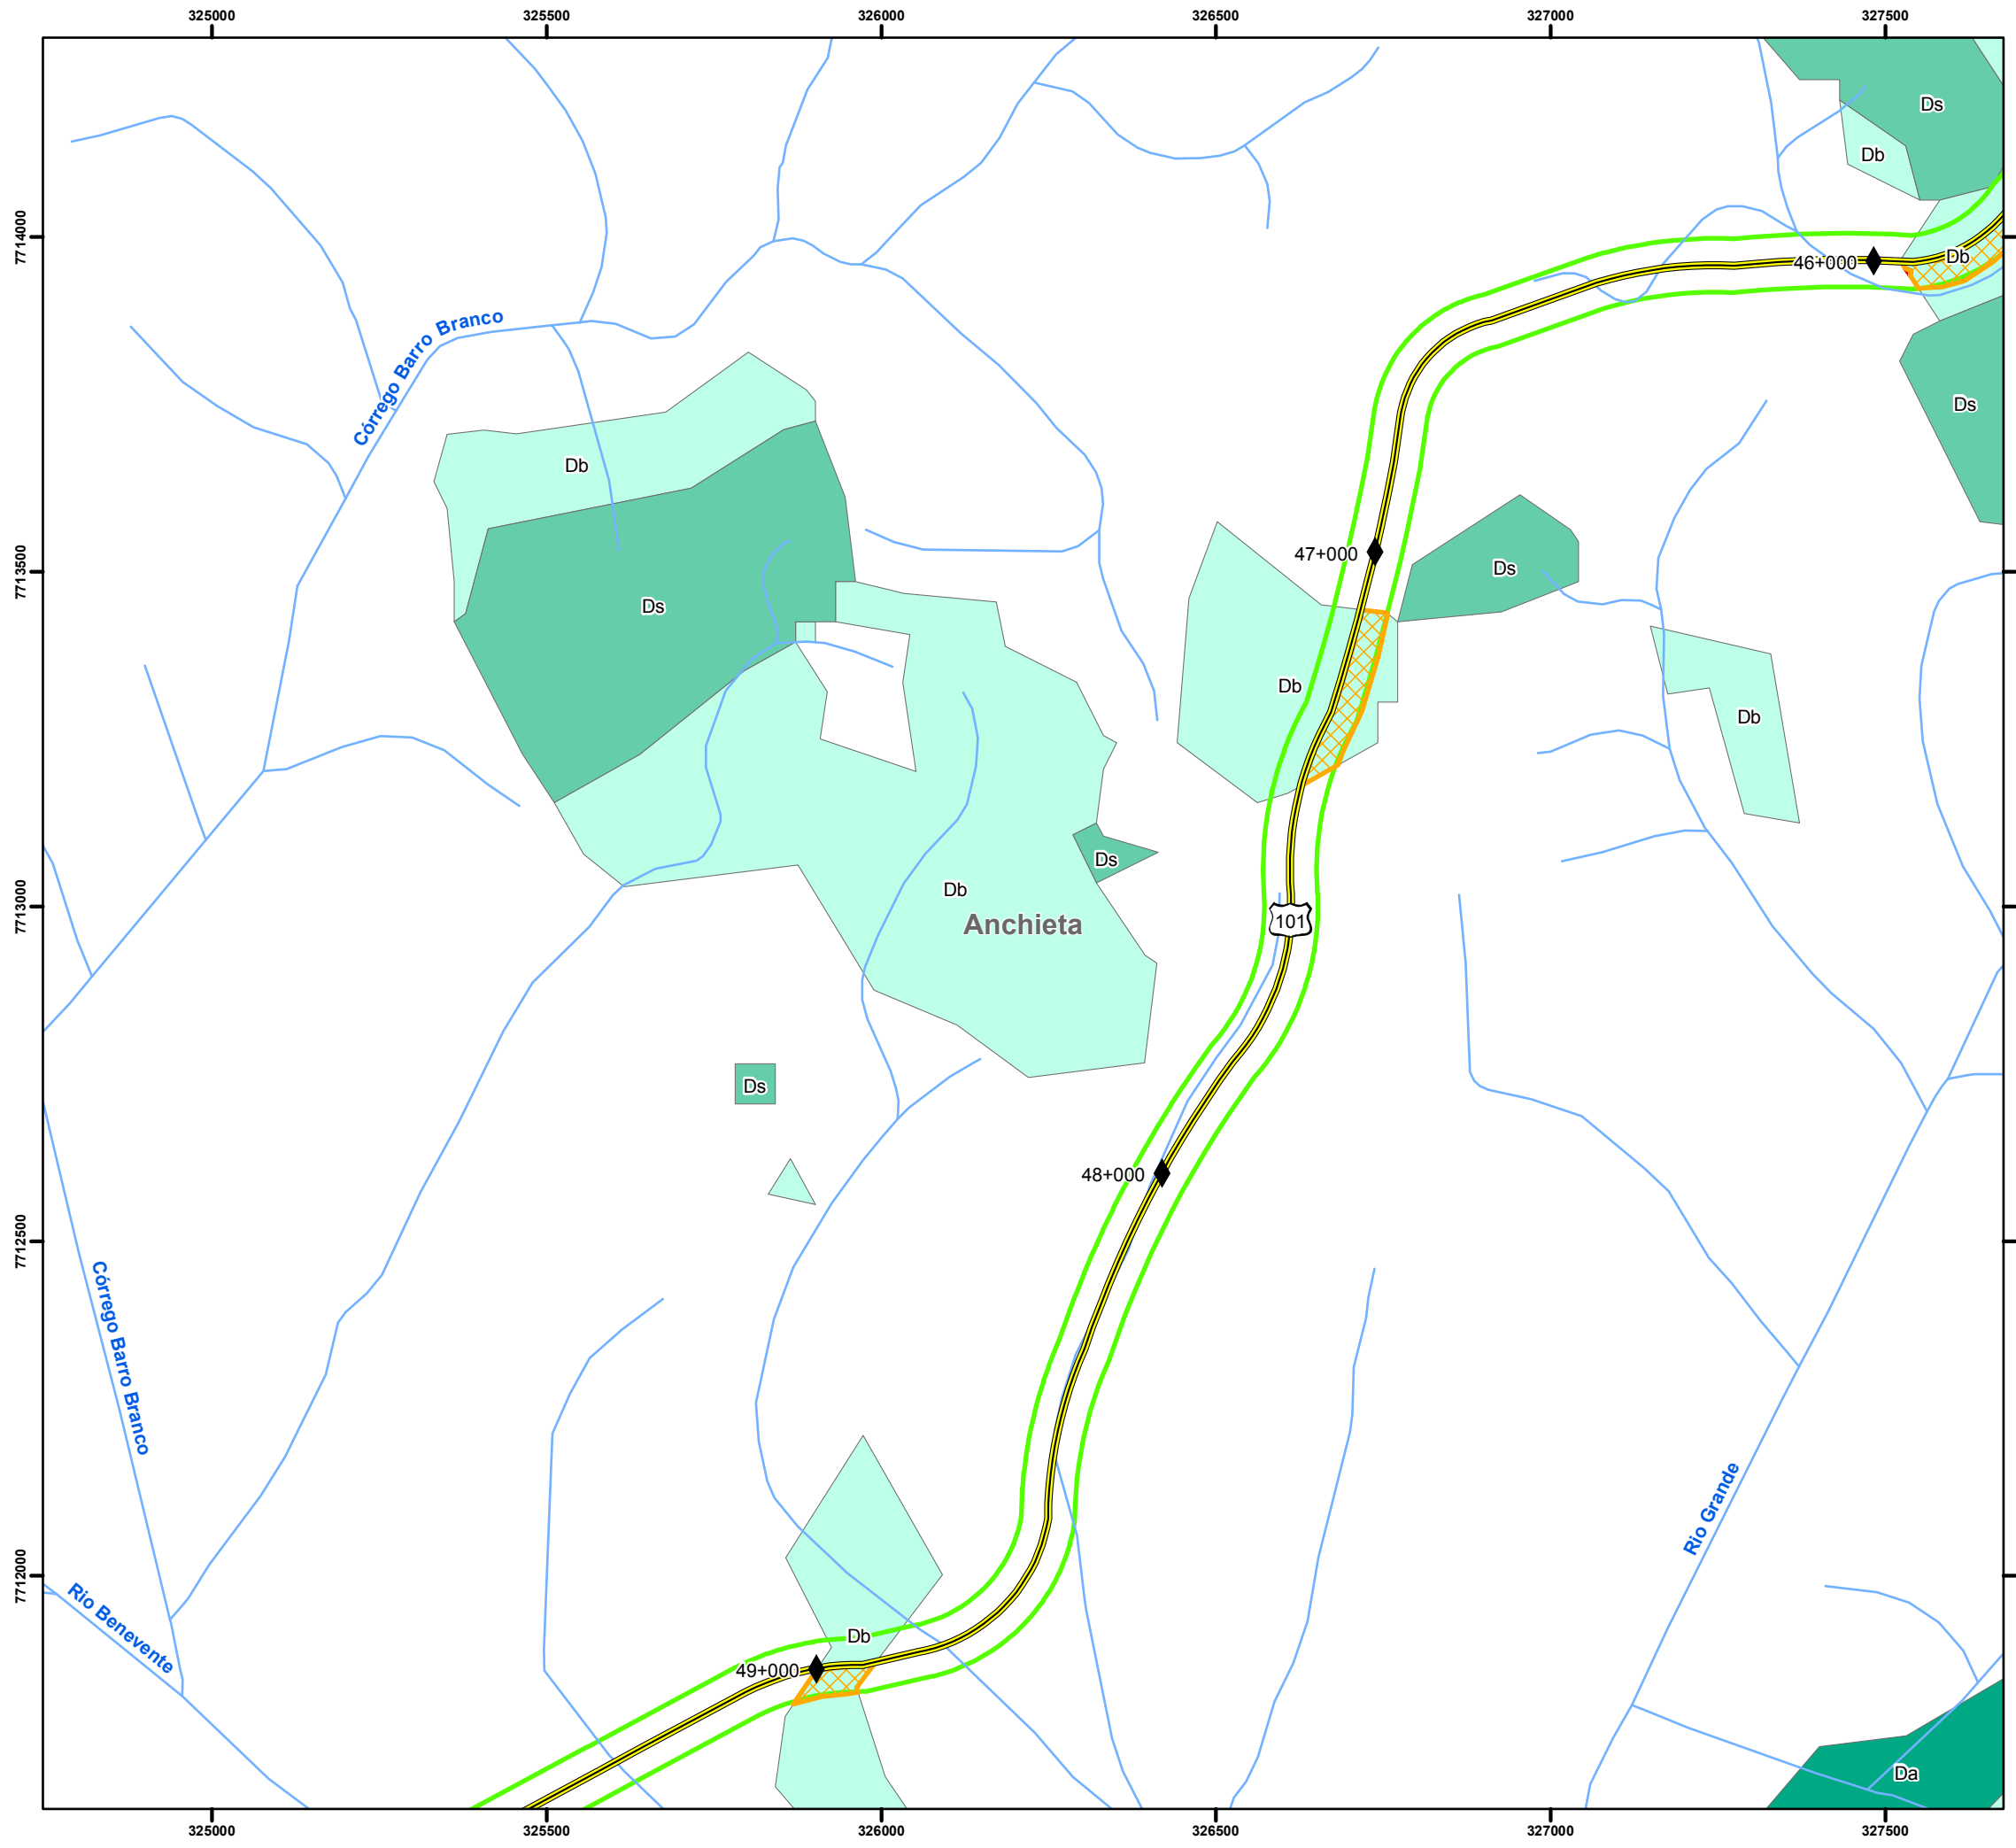 325000 325500 326000 326500 327000 327500
Ds
Db
7714000 Db
46+000
Córrego Barro Branco
Ds
Db
47+000
7713500 Ds
Ds
Db
Db
Ds
Db
7713000 Anchieta
101
Ds
48+000
7712500
Córrego Barro Branco
Rio Grande
7712000
Rio Benevente
Db
49+000
Da
325000 325500 326000 326500 327000 327500